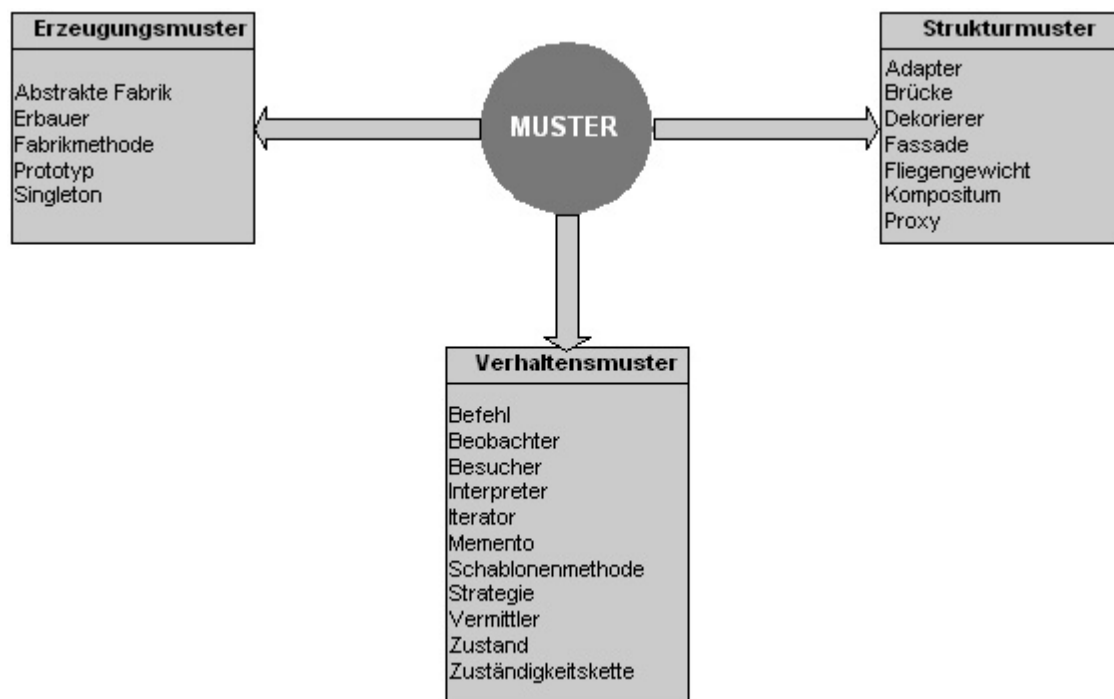 Erzeugungsmuster
Abstrakte Fabrik
Erbauer
Fabrikmethode
Prototyp
Singleton
MUSTER
Strukturmuster
Adapter
Brücke
Dekorierer
Fassade
Fliegengewicht
Kompositum
Proxy
Verhaltensmuster
Befehl
Beobachter
Besucher
Interpreter
Iterator
Memento
Schablonenmethode
Strategie
Vermittler
Zustand
Zuständigkeitskette